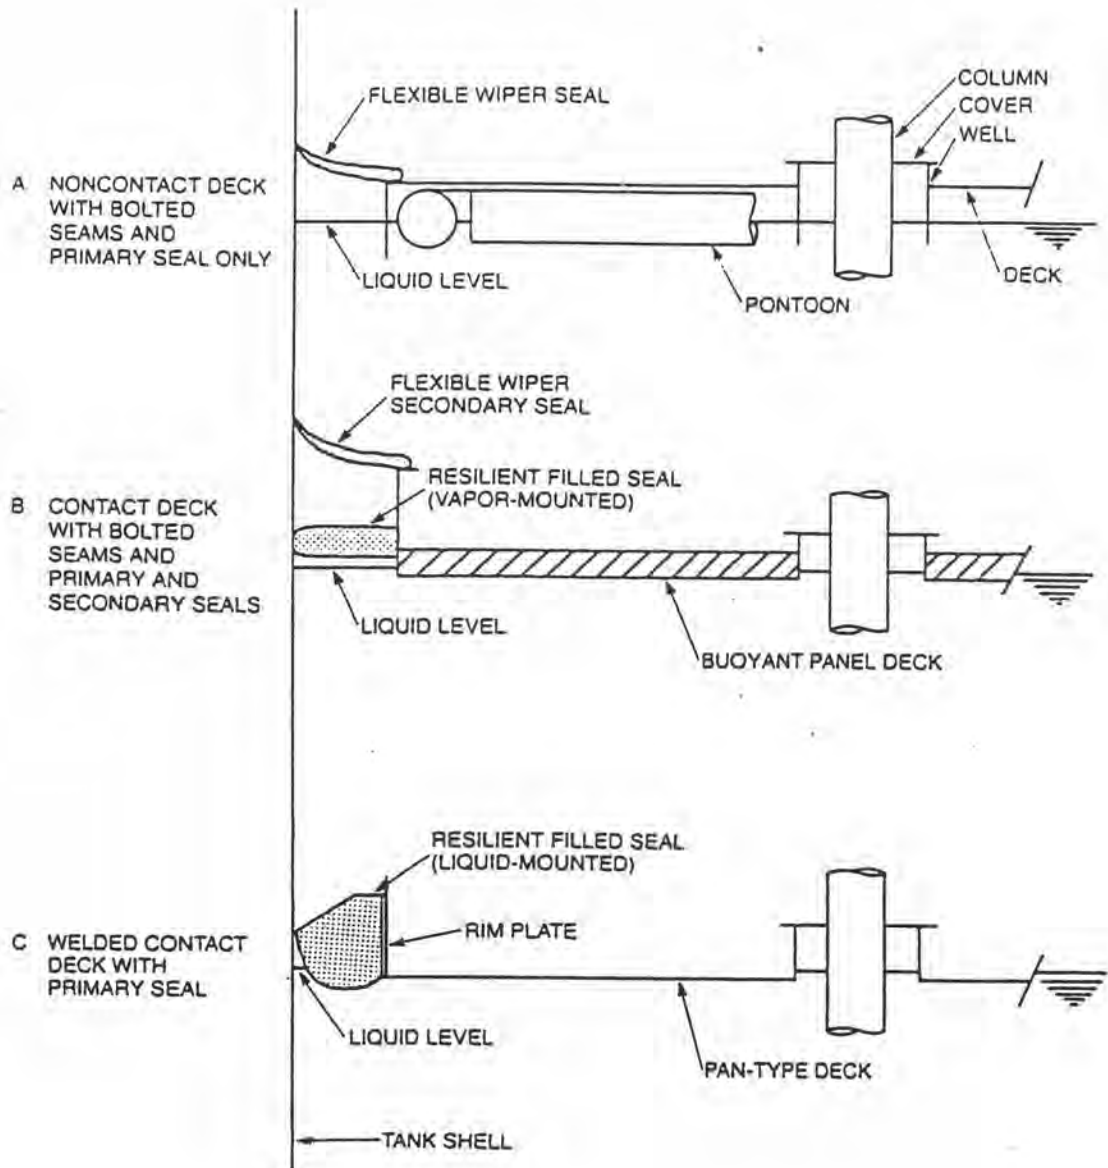 COLUMN
COVER
WELL
FLEXIBLE WIPER SEAL
A NONCONTACT DECK
WITH BOLTED
SEAMS AND
PRIMARY SEAL ONLY
LIQUID LEVEL
DECK
PONTOON
FLEXIBLE WIPER
SECONDARY SEAL
RESILIENT FILLED SEAL
(VAPOR-MOUNTED)
B CONTACT DECK
WITH BOLTED
SEAMS AND
PRIMARY AND
SECONDARY SEALS
LIQUID LEVEL
BUOYANT PANEL DECK
RESILIENT FILLED SEAL
(LIQUID-MOUNTED)
RIM PLATE
C WELDED CONTACT
DECK WITH
PRIMARY SEAL
LIQUID LEVEL
PAN-TYPE DECK
TANK SHELL